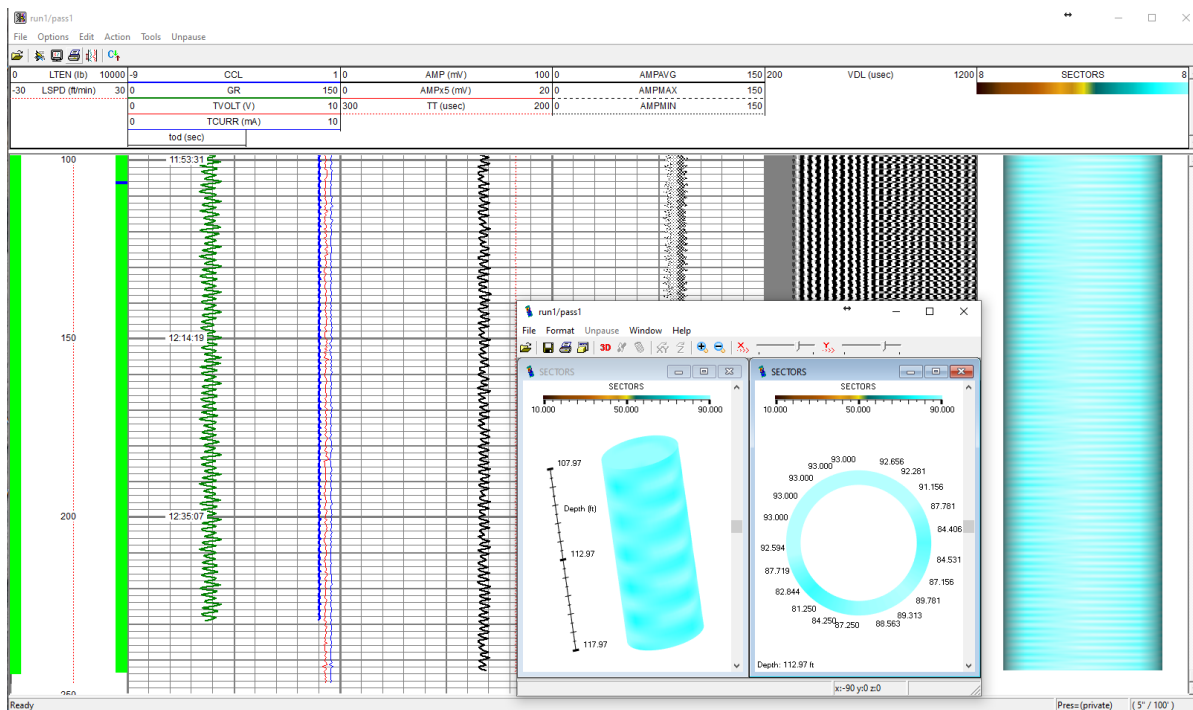 run1/pass1
File Options Edit Action Tools Unpause
0 LTEN (lb) 10000 -9 CCL 1 0 AMP (mV) 100 0 AMPAVG 150 200 VDL (usec) 1200 8 SECTORS 8
-30 LSPD (ft/min) 30 0 GR 150 0 AMPx5 (mV) 20 0 AMPMAX 150
0 TVOLT (V) 10 300 TT (usec) 200 0 AMPMIN 150
0 TCURR (mA) 10
tod (sec)
100 11:53:31
150 12:14:19
200 12:35:07
250
run1/pass1
File Format Unpause Window Help
3D XY Z X Y
SECTORS
SECTORS
10.000 50.000 90.000
107.97
Depth (ft)
112.97
117.97
SECTORS
SECTORS
10.000 50.000 90.000
93.000 92.656
93.000 92.281
93.000 91.156
93.000 87.781
93.000 84.406
92.594 84.531
87.719 87.156
82.844 89.781
81.250 89.313
84.250 87.250 88.563
Depth: 112.97 ft
x:-90 y:0 z:0
Ready Pres=(private) ( 5" / 100' )